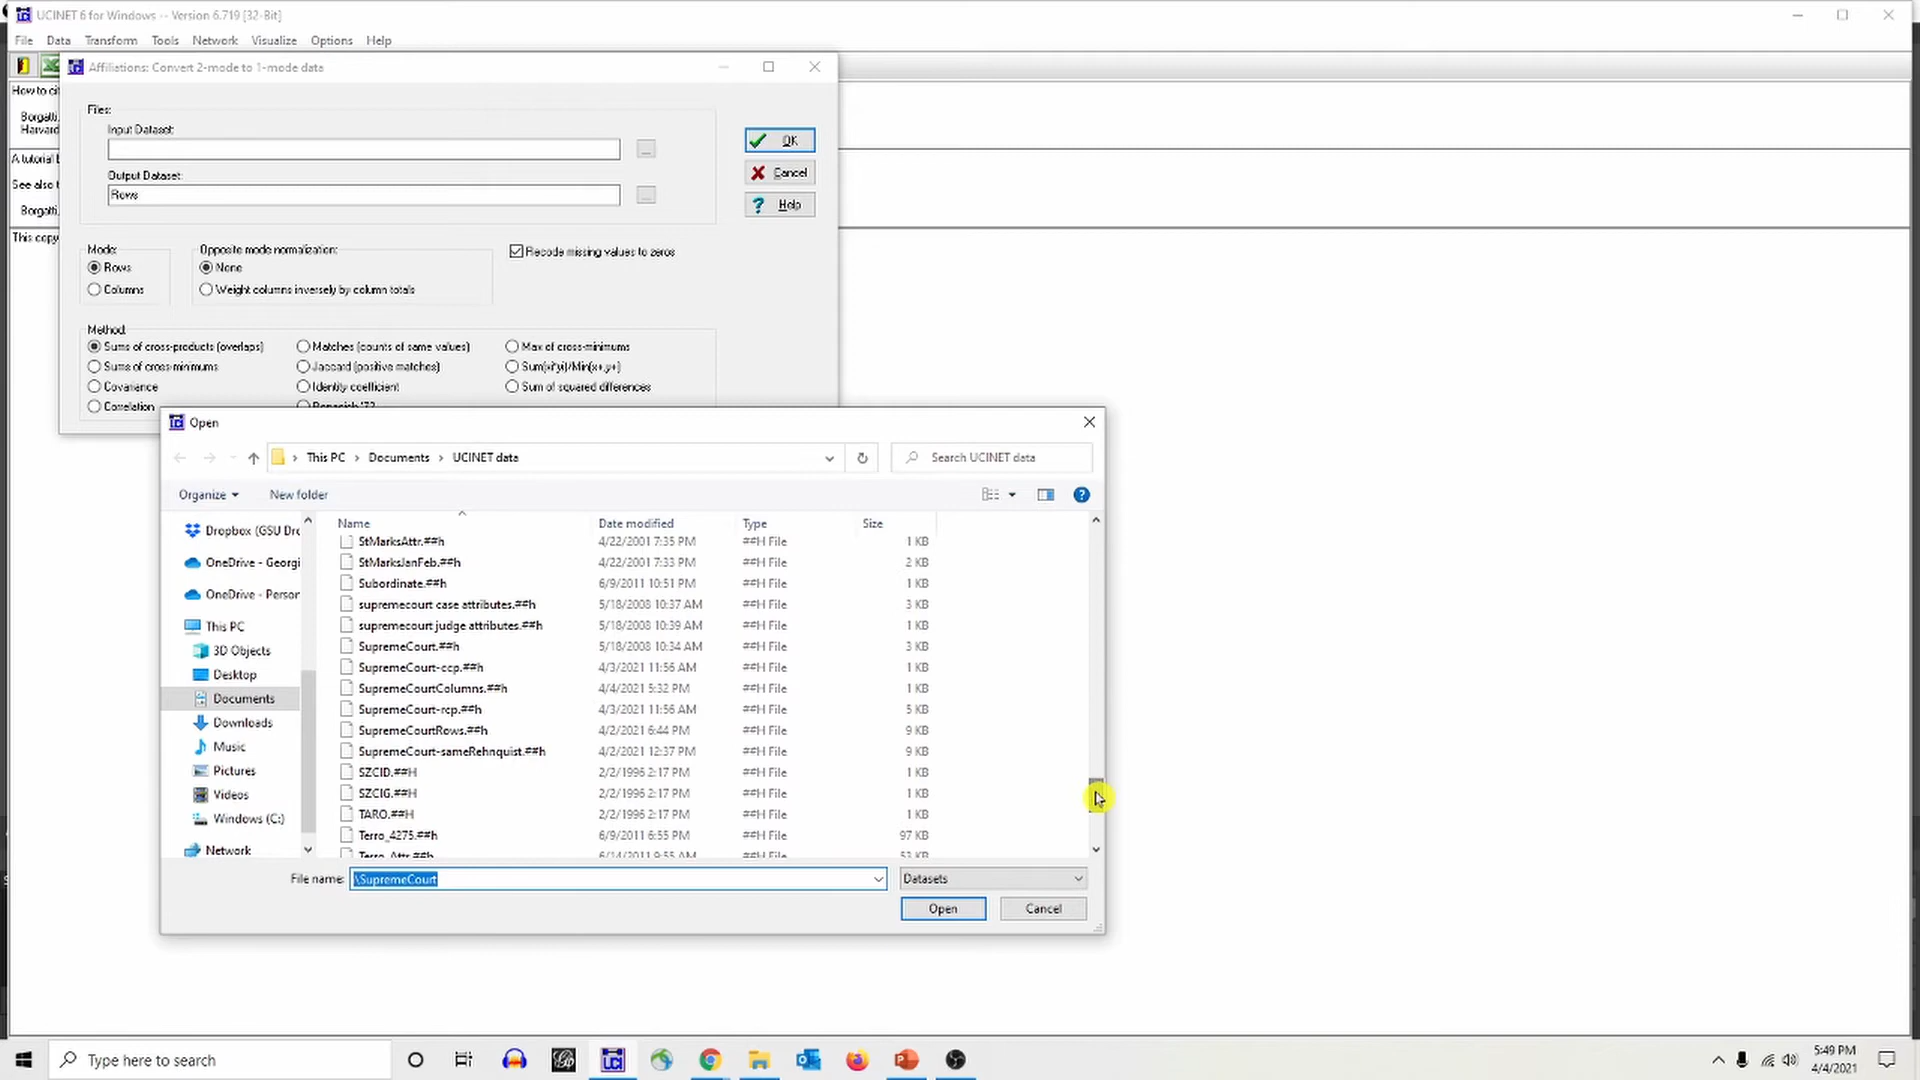 UCINET 6 for Windows -- Version 6.719 [32-Bit]
File Data Transform Tools Network Visualize Options Help
Affiliations: Convert 2-mode to 1-mode data
How to cit
Borgatti,
Harvard
A tutorial
See also
Borgatti,
This copy
Files:
Input Dataset:
...
Output Dataset:
Rows
...
OK
Cancel
? Help
Mode:
Rows
Columns
Opposite mode normalization:
None
Weight columns inversely by column totals
Recode missing values to zeros
Method:
Sums of cross-products (overlaps)
Matches (counts of same values)
Max of cross-minimums
Sums of cross-minimums
Jaccard (positive matches)
Sum(xi*yi)/Min(x+,y+)
Covariance
Identity coefficient
Sum of squared differences
Correlation
Open
This PC > Documents > UCINET data
Search UCINET data
Organize
New folder
?
Dropbox (GSU Dr
OneDrive - Georgi
OneDrive - Person
This PC
3D Objects
Desktop
Documents
Downloads
Music
Pictures
Videos
Windows (C:)
Network
Name Date modified Type Size
StMarksAttr.##h 4/22/2001 7:35 PM ##H File 1 KB
StMarksJanFeb.##h 4/22/2001 7:33 PM ##H File 2 KB
Subordinate.##h 6/9/2011 10:51 PM ##H File 1 KB
supremecourt case attributes.##h 5/18/2008 10:37 AM ##H File 3 KB
supremecourt judge attributes.##h 5/18/2008 10:39 AM ##H File 1 KB
SupremeCourt.##h 5/18/2008 10:34 AM ##H File 3 KB
SupremeCourt-ccp.##h 4/3/2021 11:56 AM ##H File 1 KB
SupremeCourtColumns.##h 4/4/2021 5:32 PM ##H File 1 KB
SupremeCourt-rcp.##h 4/3/2021 11:56 AM ##H File 5 KB
SupremeCourtRows.##h 4/2/2021 6:44 PM ##H File 9 KB
SupremeCourt-sameRehnquist.##h 4/2/2021 12:37 PM ##H File 9 KB
SZCID.##H 2/2/1996 2:17 PM ##H File 1 KB
SZCIG.##H 2/2/1996 2:17 PM ##H File 1 KB
TARO.##H 2/2/1996 2:17 PM ##H File 1 KB
Terro_4275.##h 6/9/2011 6:55 PM ##H File 97 KB
Terro_Attr.##h 6/14/2011 9:55 AM ##H File 53 KB
File name: \SupremeCourt
Datasets
Open
Cancel
Type here to search
5:49 PM
4/4/2021